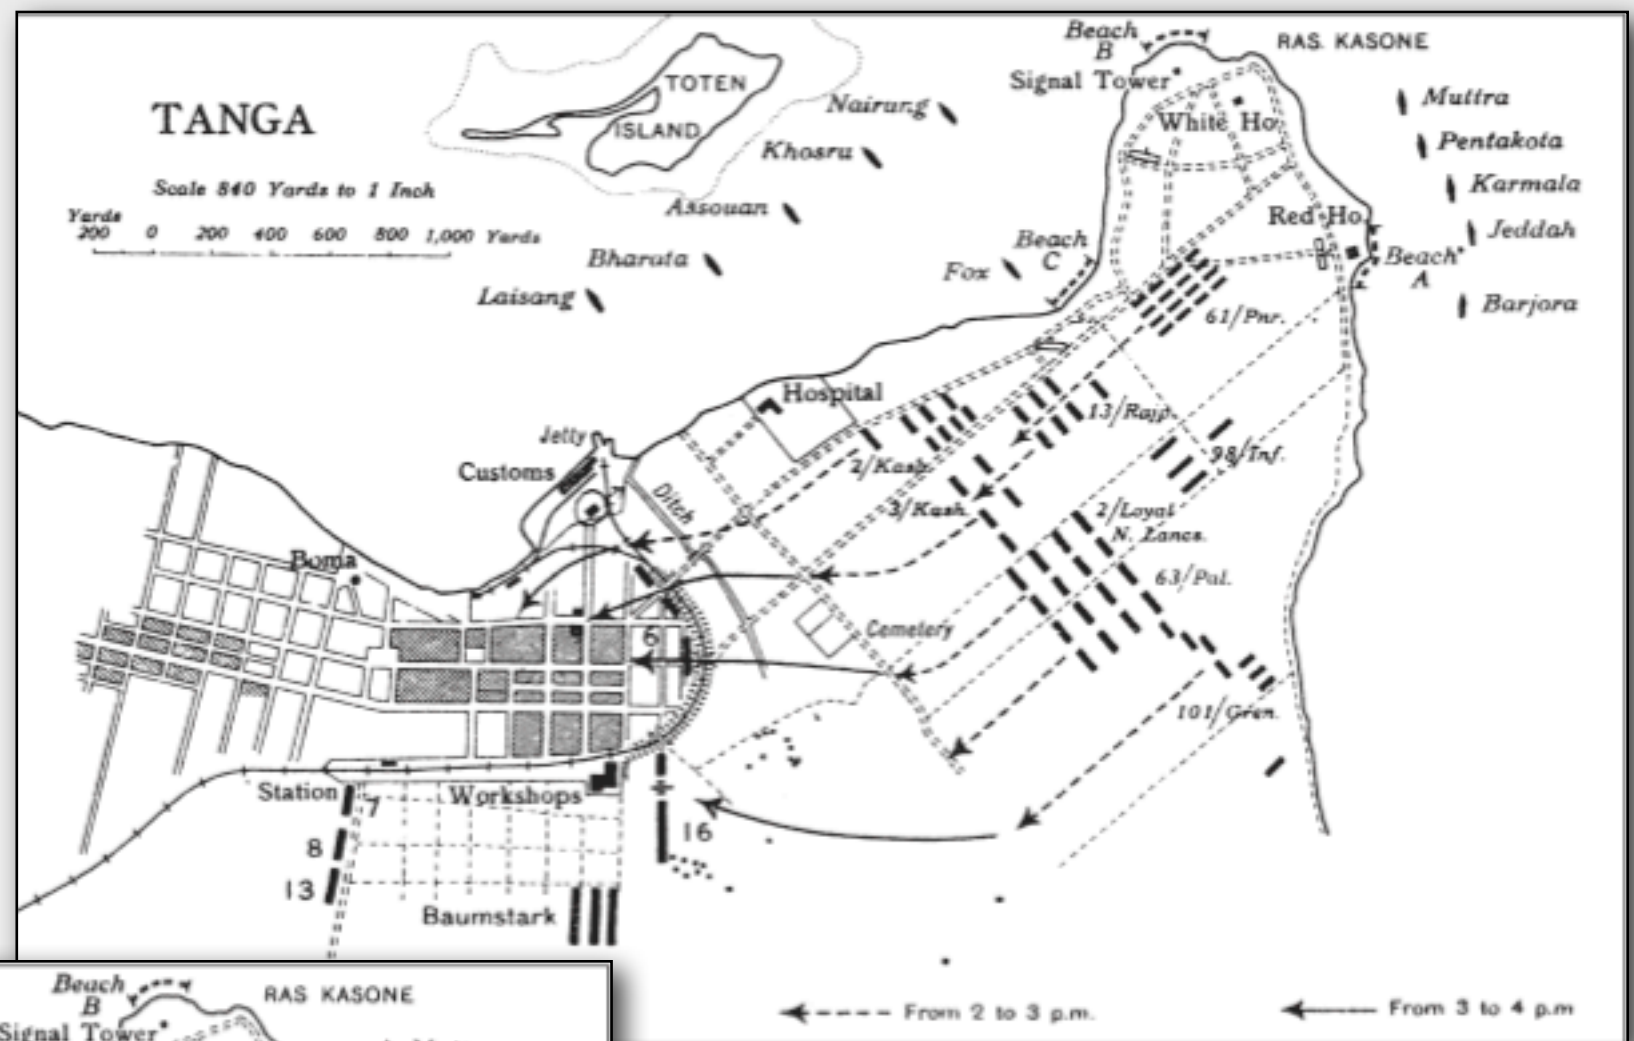 TANGA
Scale 840 Yards to 1 Inch
Yards
200 0 200 400 600 800 1,000 Yards
TOTEN
ISLAND
Nairung
Khosru
Assouan
Bharata
Laisang
Fox
Beach
B
RAS. KASONE
Signal Tower
White Ho.
Muttra
Pentakota
Karmala
Jeddah
Barjora
Red Ho.
Beach
A
Beach
C
61/Pnr.
Hospital
13/Rajp.
2/Kash.
98/Inf.
3/Kash.
2/Loyal
N. Lancs.
63/Pal.
101/Gren.
Jetty
Customs
Ditch
Boma
Cemetery
6
Station
7
Workshops
16
8
13
Baumstark
From 2 to 3 p.m.
From 3 to 4 p.m
Beach
B
RAS KASONE
Signal Tower